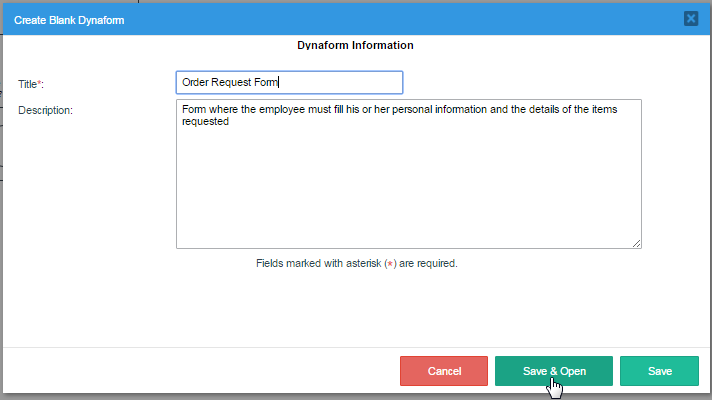 Create Blank Dynaform
Dynaform Information
Title*:
Order Request Form
Description:
Form where the employee must fill his or her personal information and the details of the items
requested
Fields marked with asterisk (*) are required.
Cancel
Save & Open
Save